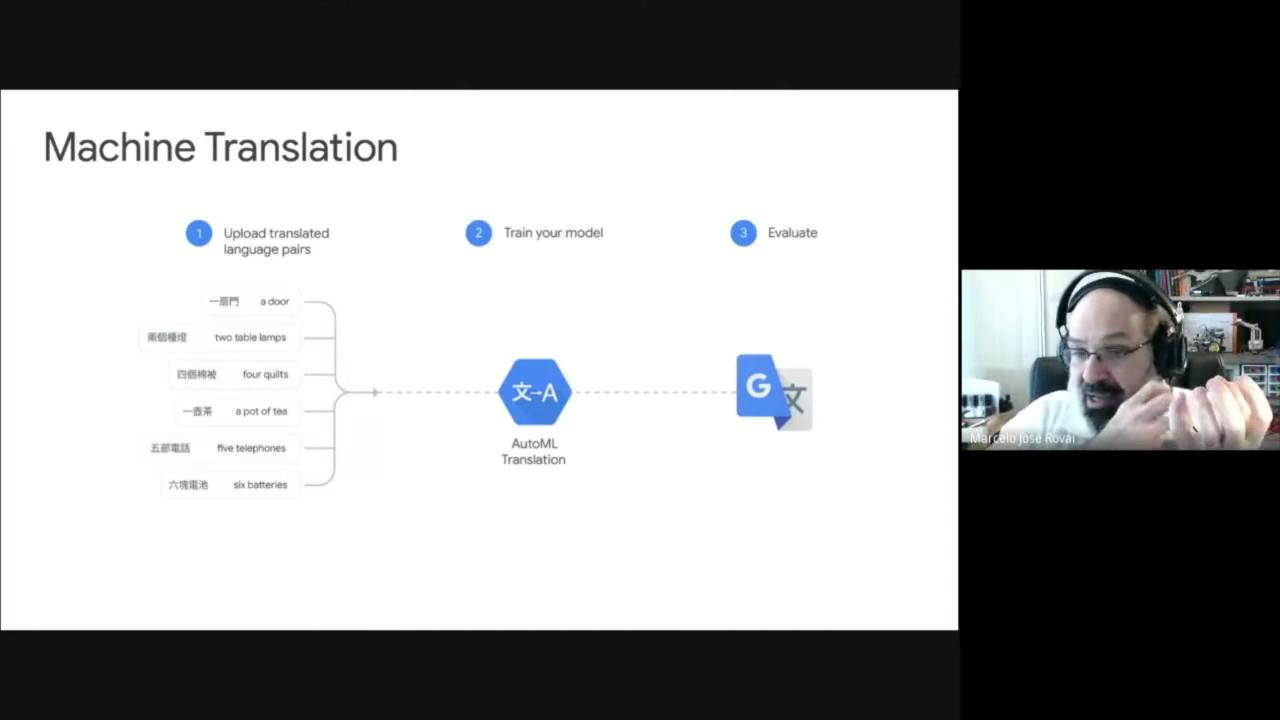 Machine Translation
1 Upload translated
language pairs
2 Train your model
3 Evaluate
一扇門 a door
兩個檯燈 two table lamps
四個棉被 four quilts
一壺茶 a pot of tea
五部電話 five telephones
六塊電池 six batteries
文→A
AutoML
Translation
G 文
Marcelo José Rovai